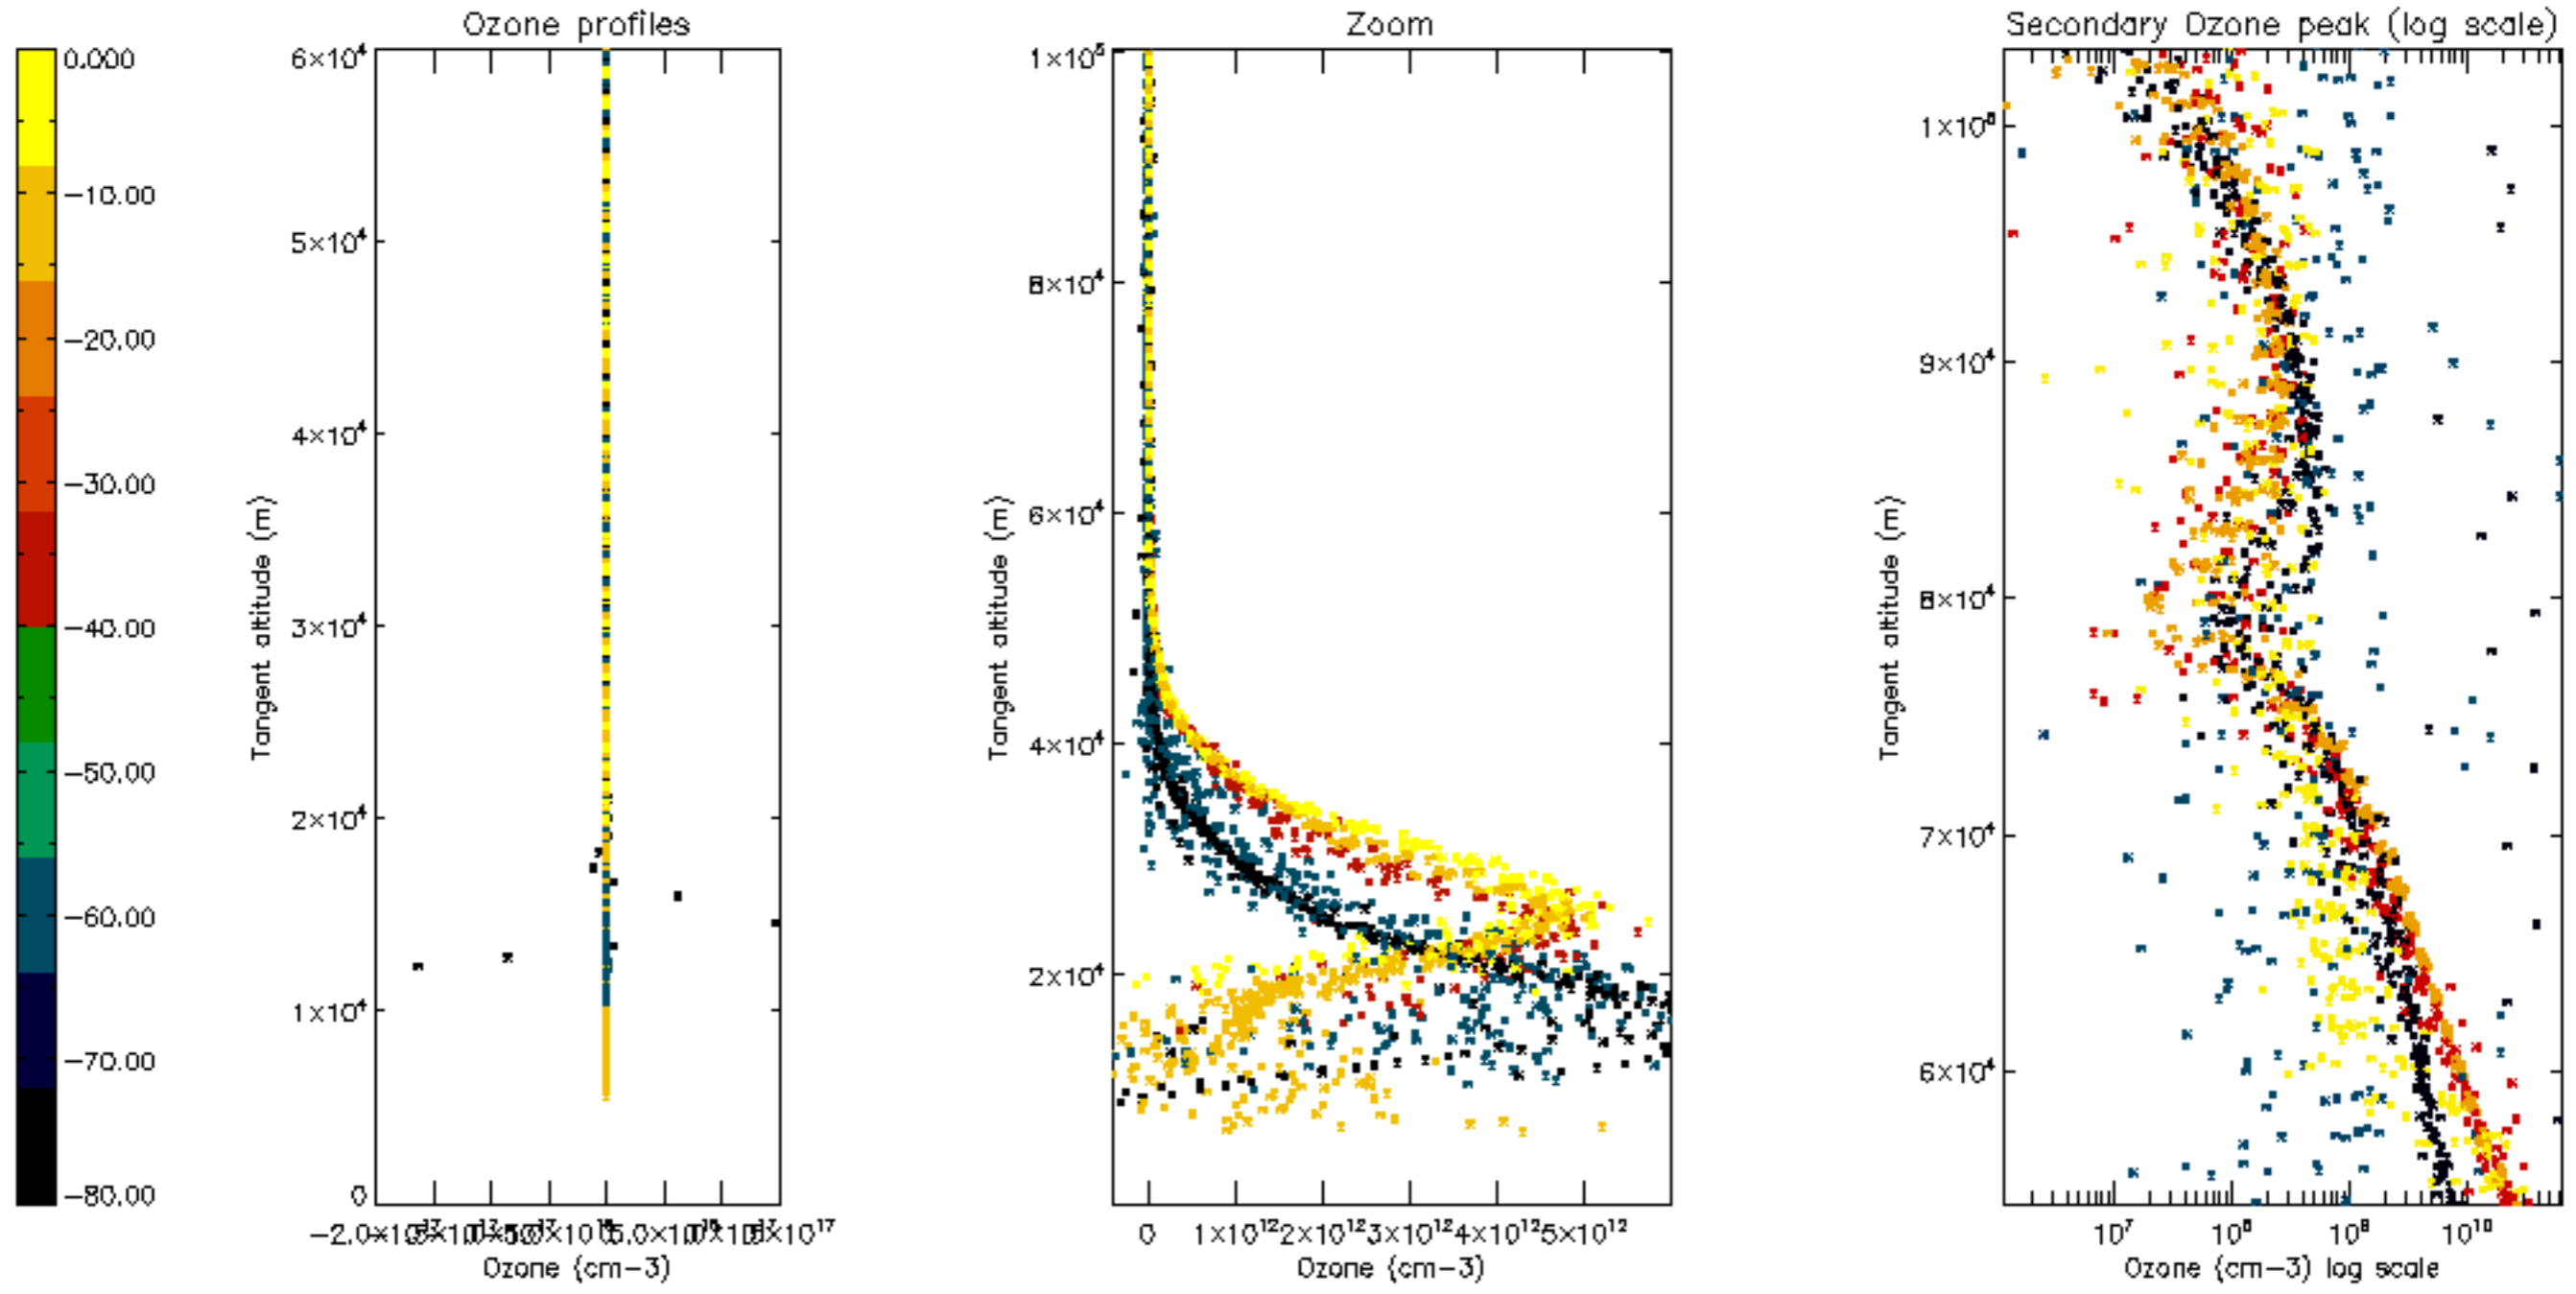 Ozone profiles
Zoom
Secondary Ozone peak (log scale)
0.000
−10.00
−20.00
−30.00
−40.00
−50.00
−60.00
−70.00
−80.00
6×10⁴
5×10⁴
4×10⁴
3×10⁴
2×10⁴
1×10⁴
0
Tangent altitude (m)
Ozone (cm−3)
1×10⁵
8×10⁴
6×10⁴
4×10⁴
2×10⁴
Tangent altitude (m)
0 1×10¹² 2×10¹² 3×10¹² 4×10¹² 5×10¹²
Ozone (cm−3)
1×10⁵
9×10⁴
8×10⁴
7×10⁴
6×10⁴
Tangent altitude (m)
10⁷ 10⁸ 10⁹ 10¹⁰
Ozone (cm−3) log scale